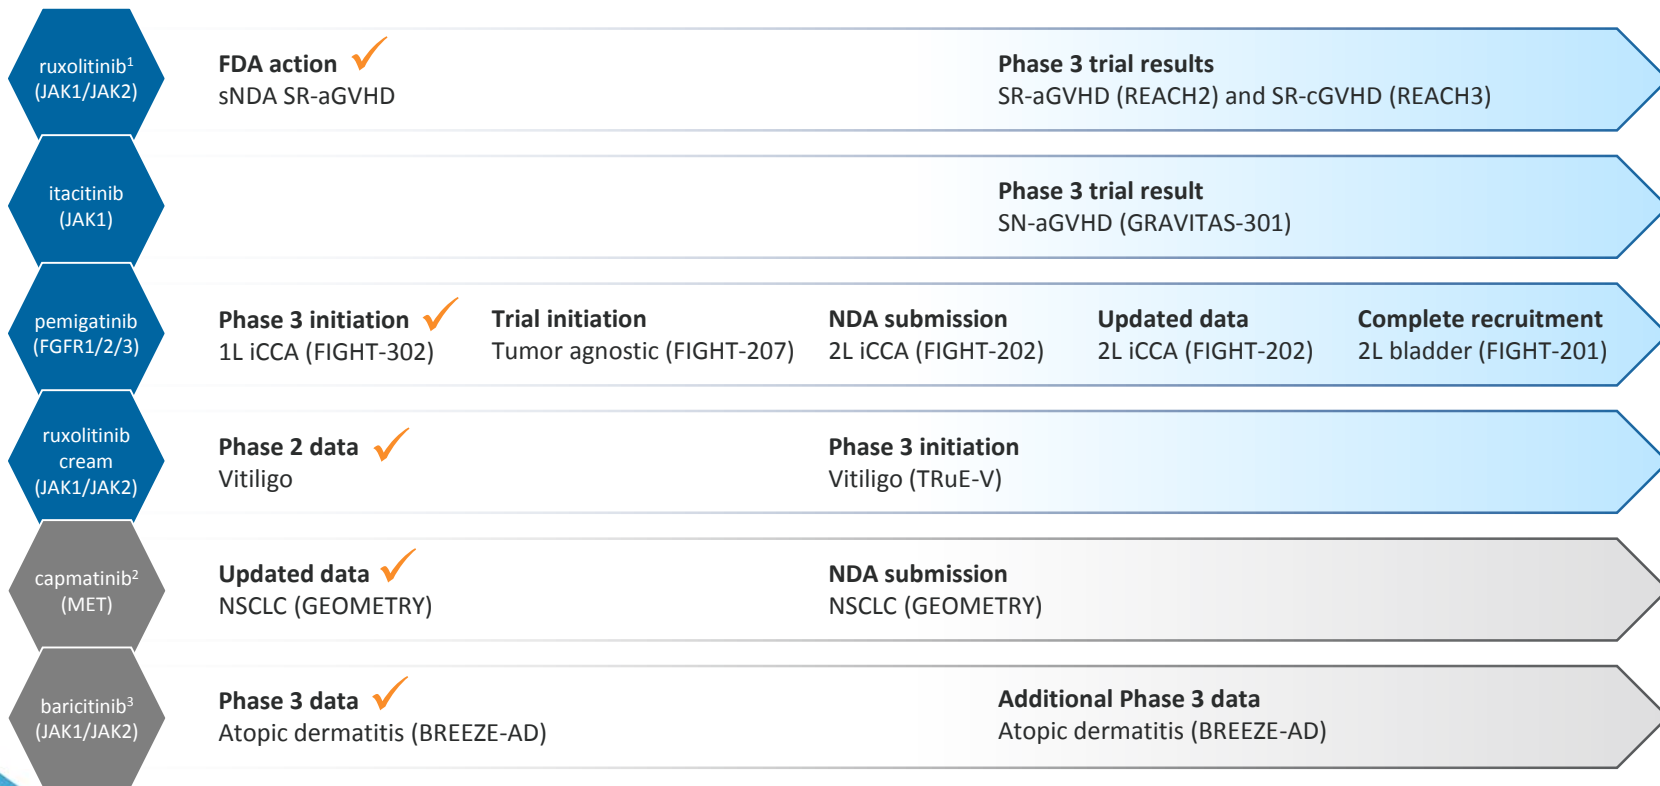 ruxolitinib¹
(JAK1/JAK2)
FDA action
sNDA SR-aGVHD
Phase 3 trial results
SR-aGVHD (REACH2) and SR-cGVHD (REACH3)
itacitinib
(JAK1)
Phase 3 trial result
SN-aGVHD (GRAVITAS-301)
pemigatinib
(FGFR1/2/3)
Phase 3 initiation
1L iCCA (FIGHT-302)
Trial initiation
Tumor agnostic (FIGHT-207)
NDA submission
2L iCCA (FIGHT-202)
Updated data
2L iCCA (FIGHT-202)
Complete recruitment
2L bladder (FIGHT-201)
ruxolitinib
cream
(JAK1/JAK2)
Phase 2 data
Vitiligo
Phase 3 initiation
Vitiligo (TRuE-V)
capmatinib²
(MET)
Updated data
NSCLC (GEOMETRY)
NDA submission
NSCLC (GEOMETRY)
baricitinib³
(JAK1/JAK2)
Phase 3 data
Atopic dermatitis (BREEZE-AD)
Additional Phase 3 data
Atopic dermatitis (BREEZE-AD)